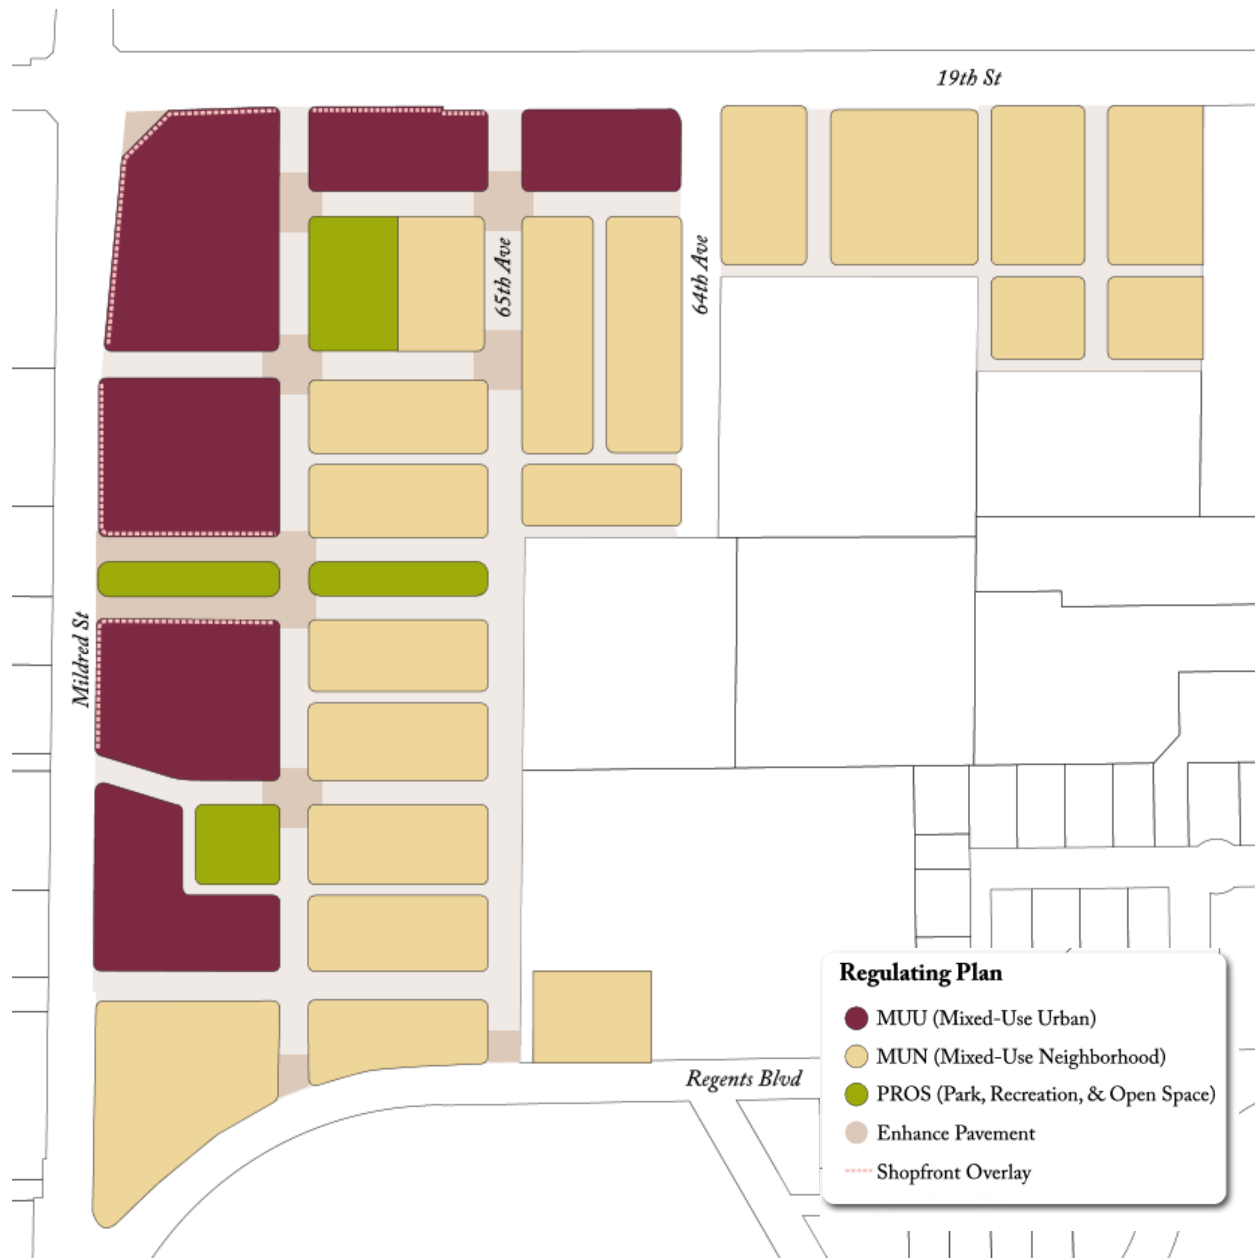 19th St
65th Ave
64th Ave
Mildred St
Regents Blvd
Regulating Plan
MUU (Mixed-Use Urban)
MUN (Mixed-Use Neighborhood)
PROS (Park, Recreation, & Open Space)
Enhance Pavement
Shopfront Overlay